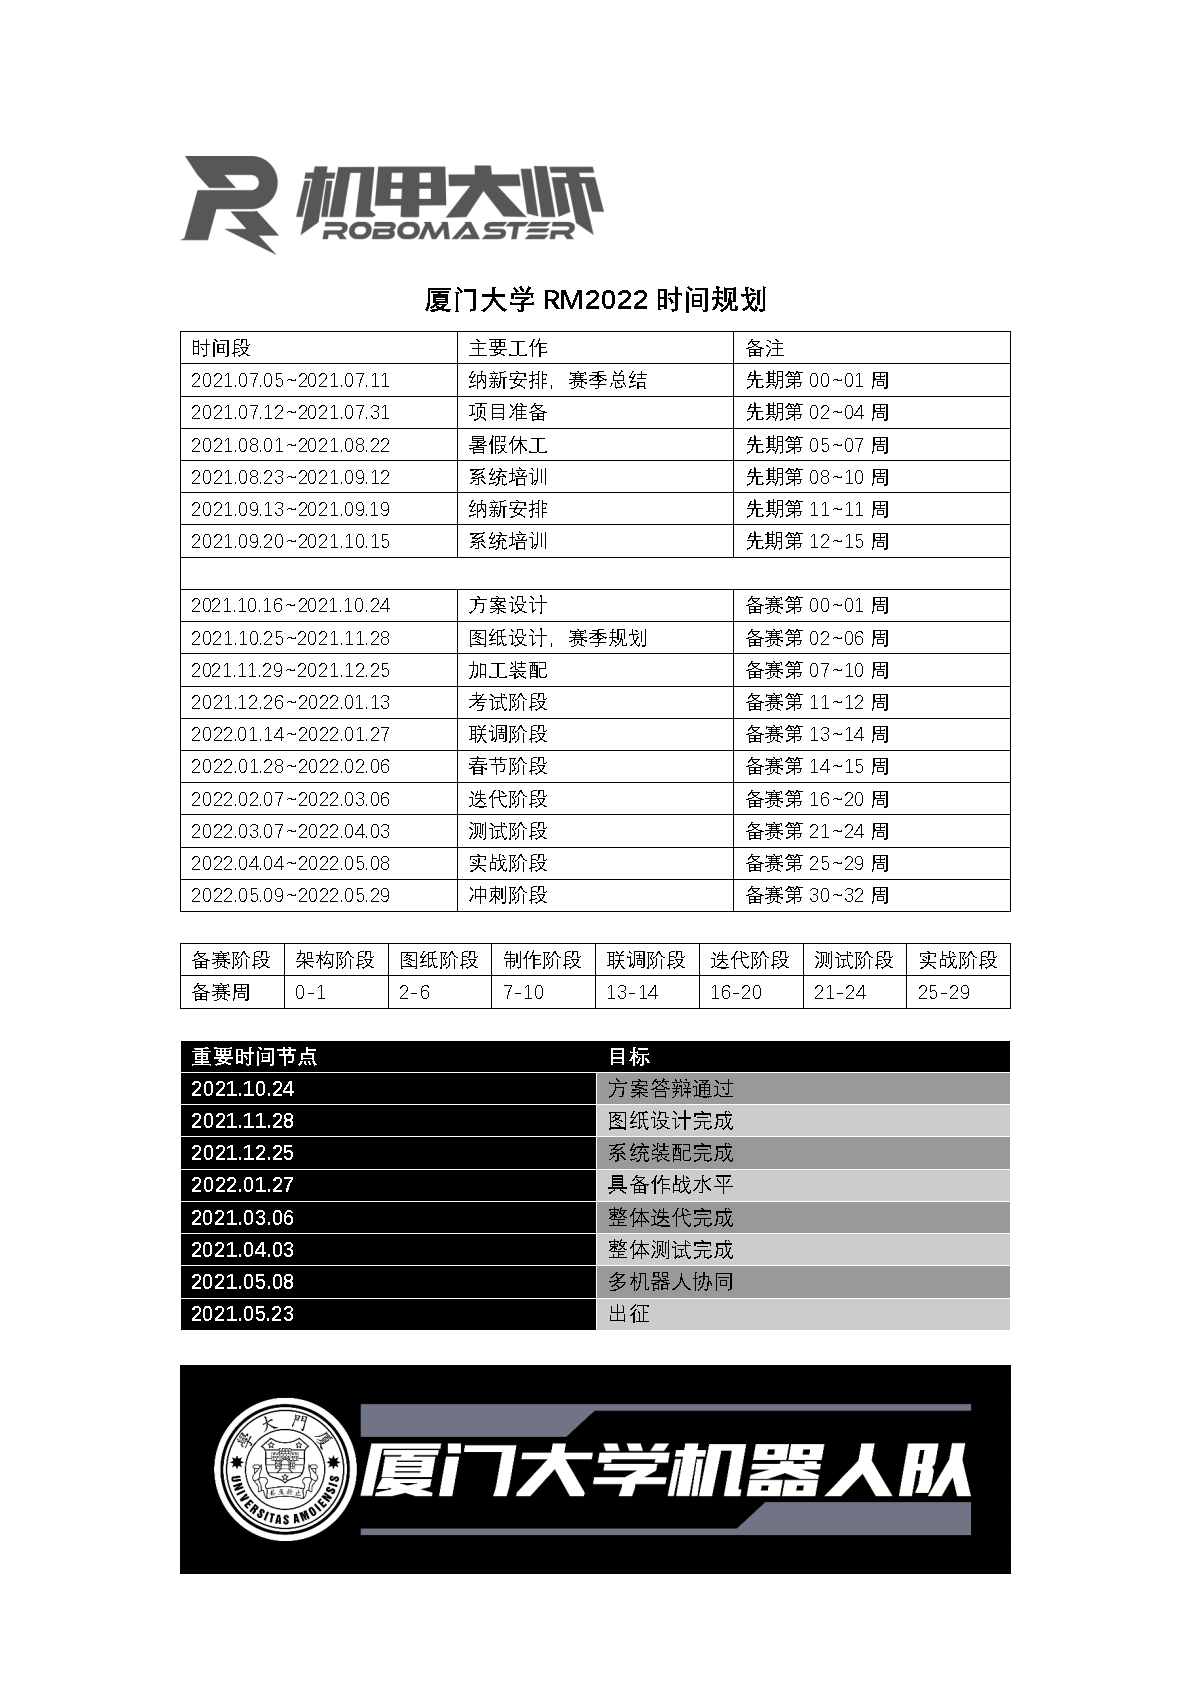 机甲大师
ROBOMASTER
厦门大学 RM2022 时间规划
时间段 主要工作 备注
2021.07.05~2021.07.11 纳新安排，赛季总结 先期第 00~01 周
2021.07.12~2021.07.31 项目准备 先期第 02~04 周
2021.08.01~2021.08.22 暑假休工 先期第 05~07 周
2021.08.23~2021.09.12 系统培训 先期第 08~10 周
2021.09.13~2021.09.19 纳新安排 先期第 11~11 周
2021.09.20~2021.10.15 系统培训 先期第 12~15 周
2021.10.16~2021.10.24 方案设计 备赛第 00~01 周
2021.10.25~2021.11.28 图纸设计，赛季规划 备赛第 02~06 周
2021.11.29~2021.12.25 加工装配 备赛第 07~10 周
2021.12.26~2022.01.13 考试阶段 备赛第 11~12 周
2022.01.14~2022.01.27 联调阶段 备赛第 13~14 周
2022.01.28~2022.02.06 春节阶段 备赛第 14~15 周
2022.02.07~2022.03.06 迭代阶段 备赛第 16~20 周
2022.03.07~2022.04.03 测试阶段 备赛第 21~24 周
2022.04.04~2022.05.08 实战阶段 备赛第 25~29 周
2022.05.09~2022.05.29 冲刺阶段 备赛第 30~32 周
备赛阶段 架构阶段 图纸阶段 制作阶段 联调阶段 迭代阶段 测试阶段 实战阶段
备赛周 0-1 2-6 7-10 13-14 16-20 21-24 25-29
重要时间节点 目标
2021.10.24 方案答辩通过
2021.11.28 图纸设计完成
2021.12.25 系统装配完成
2022.01.27 具备作战水平
2021.03.06 整体迭代完成
2021.04.03 整体测试完成
2021.05.08 多机器人协同
2021.05.23 出征
學大門厦
UNIVERSITAS AMOIENSIS
厦门大学机器人队